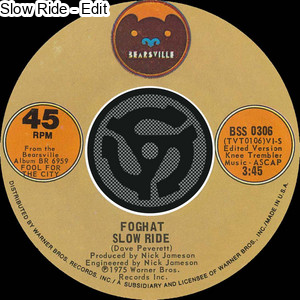 Slow Ride - Edit
BEARSVILLE
45
RPM
From the
Bearsville
Album BR 6959
FOOL FOR
THE CITY
BSS 0306
(TVT0106)VI-S
Edited Version
Knee Trembler
Music - ASCAP
3:45
FOGHAT
SLOW RIDE
(Dave Peverett)
Produced by Nick Jameson
Engineered by Nick Jameson
Ⓟ1975 Warner Bros.
Records Inc.
DISTRIBUTED BY WARNER BROS. RECORDS INC. A SUBSIDIARY AND LICENSEE OF WARNER BROS. INC./MADE IN U.S.A.